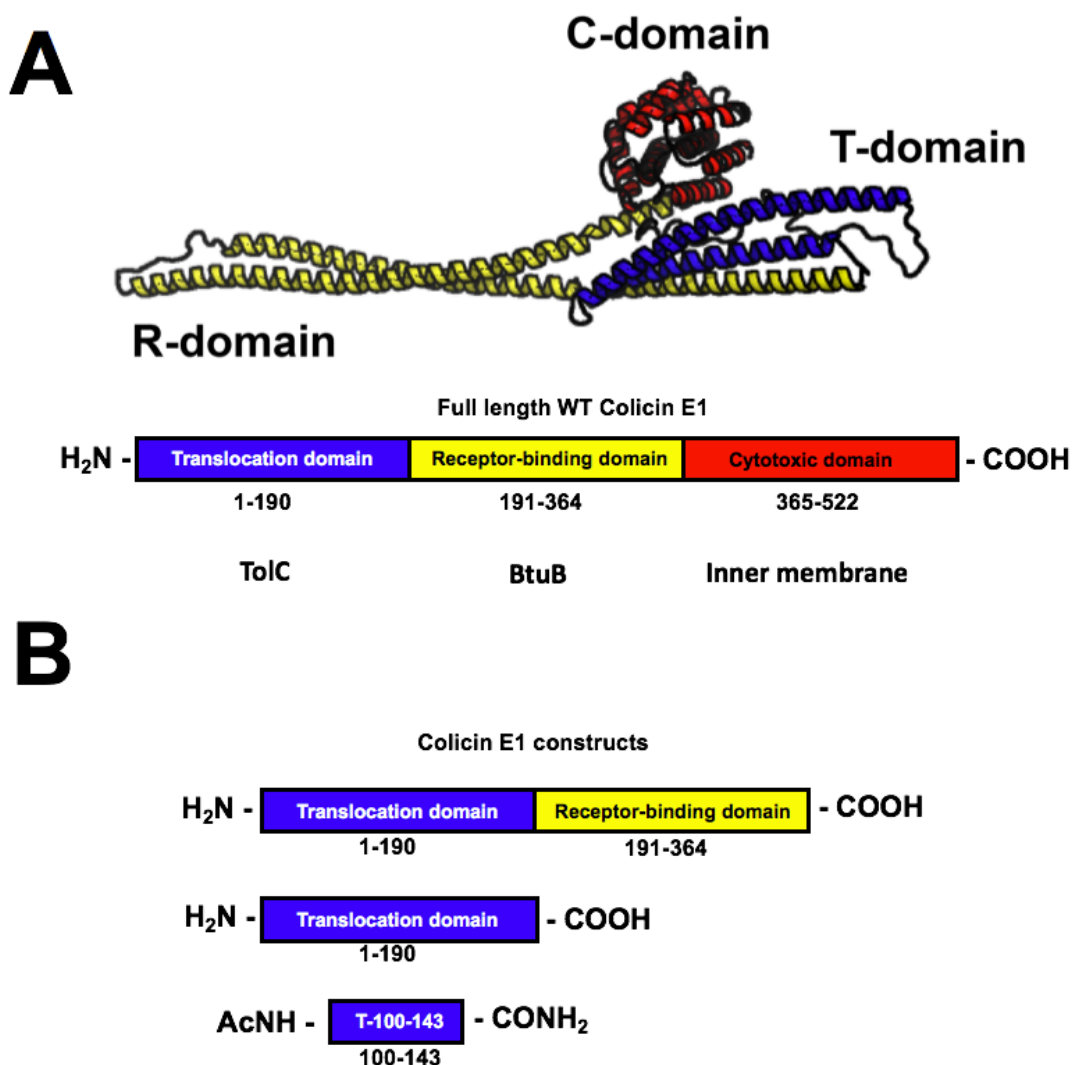 A
C-domain
T-domain
R-domain
Full length WT Colicin E1
H₂N - Translocation domain Receptor-binding domain Cytotoxic domain - COOH
1-190 191-364 365-522
TolC BtuB Inner membrane
B
Colicin E1 constructs
H₂N - Translocation domain Receptor-binding domain - COOH
1-190 191-364
H₂N - Translocation domain - COOH
1-190
AcNH - T-100-143 - CONH₂
100-143